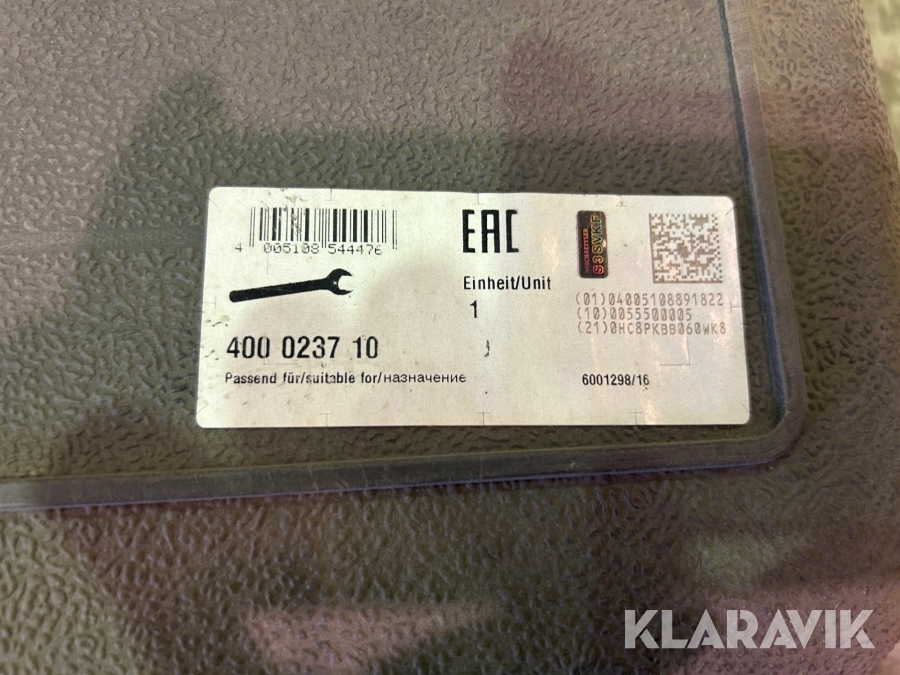 4 005108 544476
EAC
S3SVKF
Einheit/Unit
1
400 0237 10
(01)04005108891822
(10)0055500005
(21)0HC8PKBB060WK8
Passend für/suitable for/назначение
6001298/16
KLARAVIK